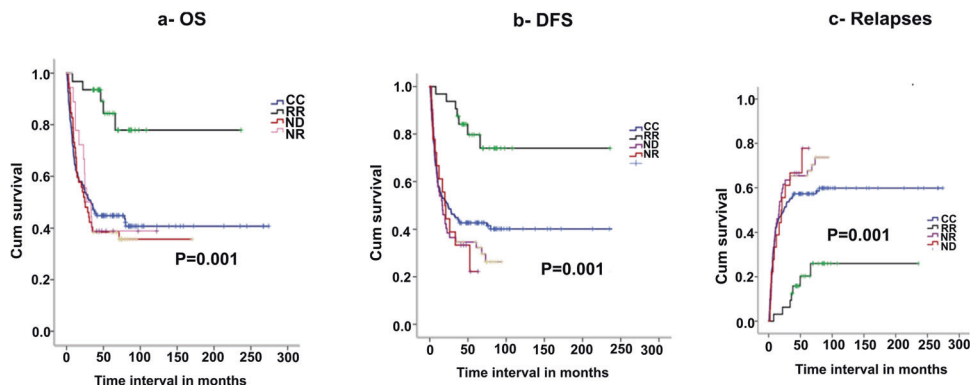 a- OS
b- DFS
c- Relapses
Cum survival
1.0
0.8
0.6
0.4
0.2
0.0
CC
RR
ND
NR
P=0.001
0 50 100 150 200 250 300
Time interval in months
Cum survival
1.0
0.8
0.6
0.4
0.2
0.0
CC
RR
ND
NR
P=0.001
0 50 100 150 200 250 300
Time interval in months
Cum survival
1.0
0.8
0.6
0.4
0.2
0.0
CC
RR
NR
ND
P=0.001
0 50 100 150 200 250 300
Time interval in months